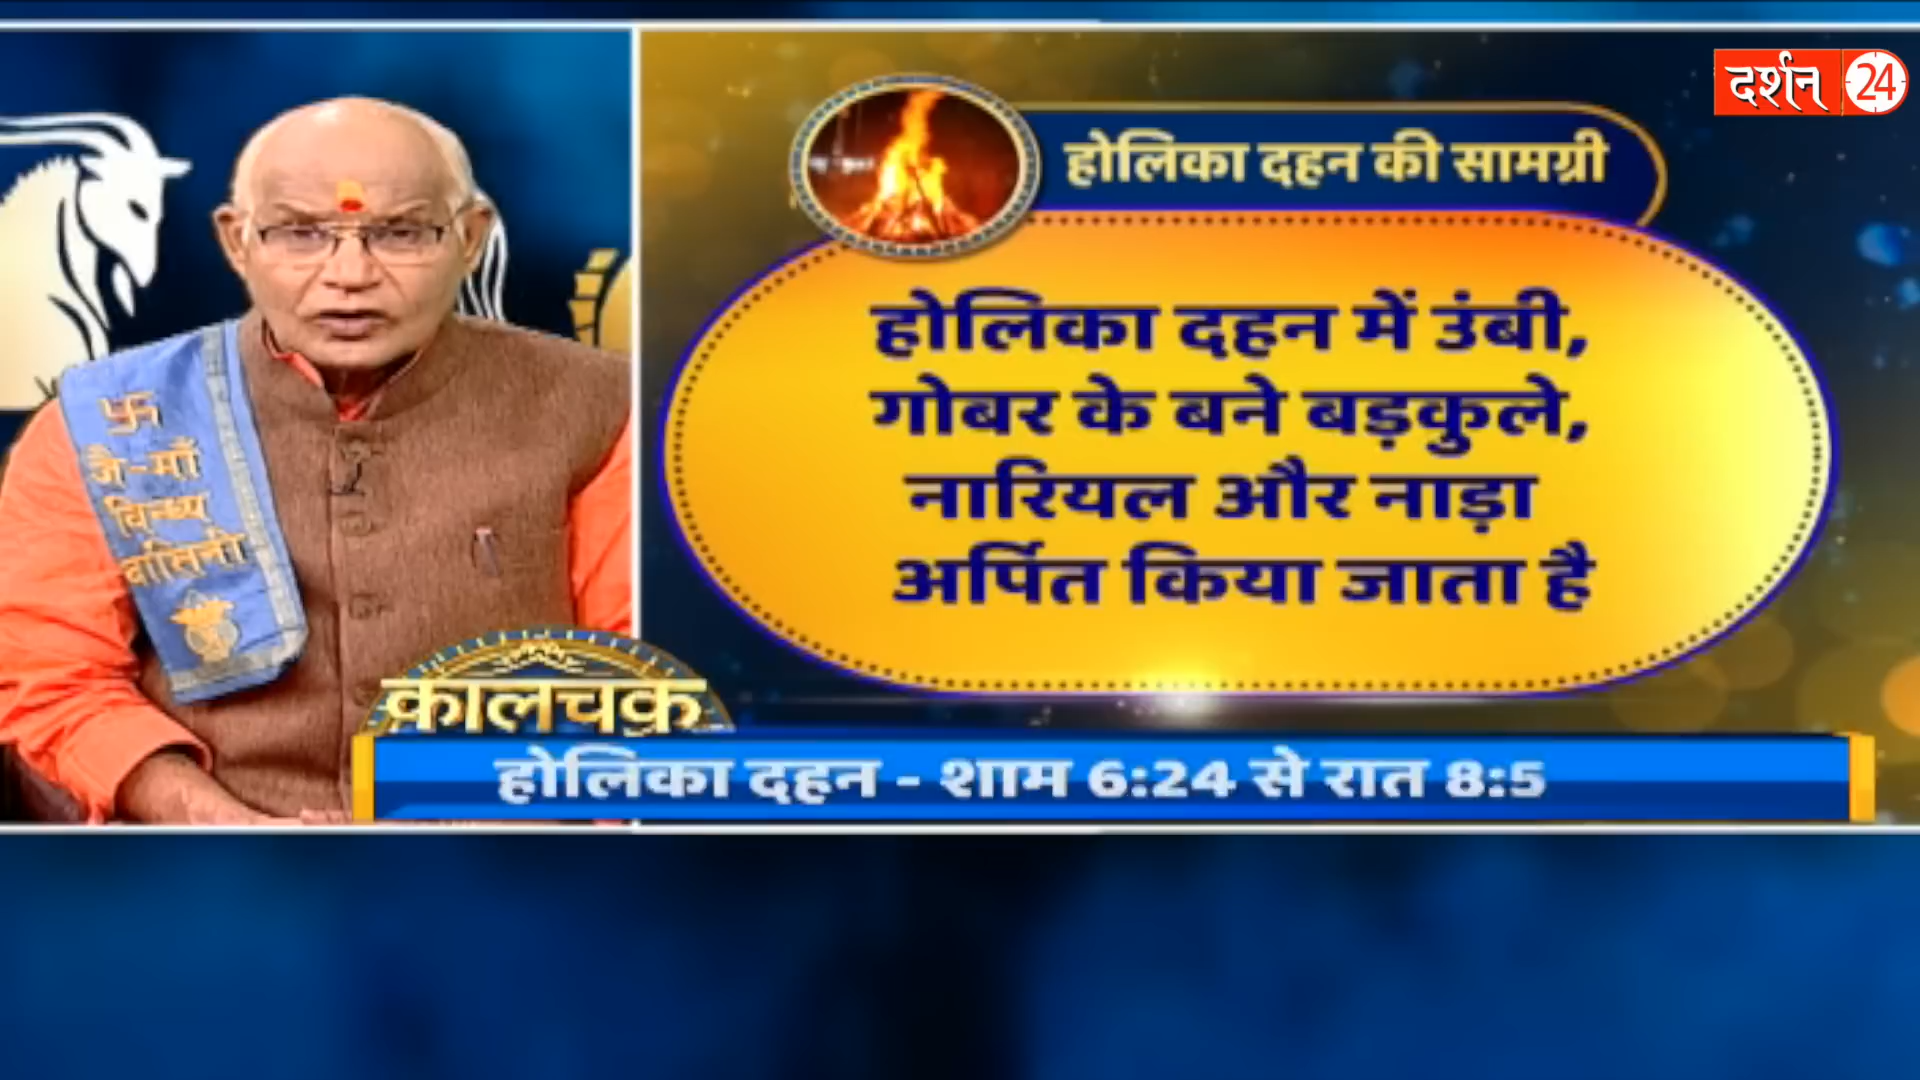 दर्शन 24
होलिका दहन की सामग्री
होलिका दहन में उंबी,
गोबर के बने बड़कुले,
नारियल और नाड़ा
अर्पित किया जाता है
जै-माँ
विन्ध्य
वासिनी
कालचक्र
होलिका दहन - शाम 6:24 से रात 8:5